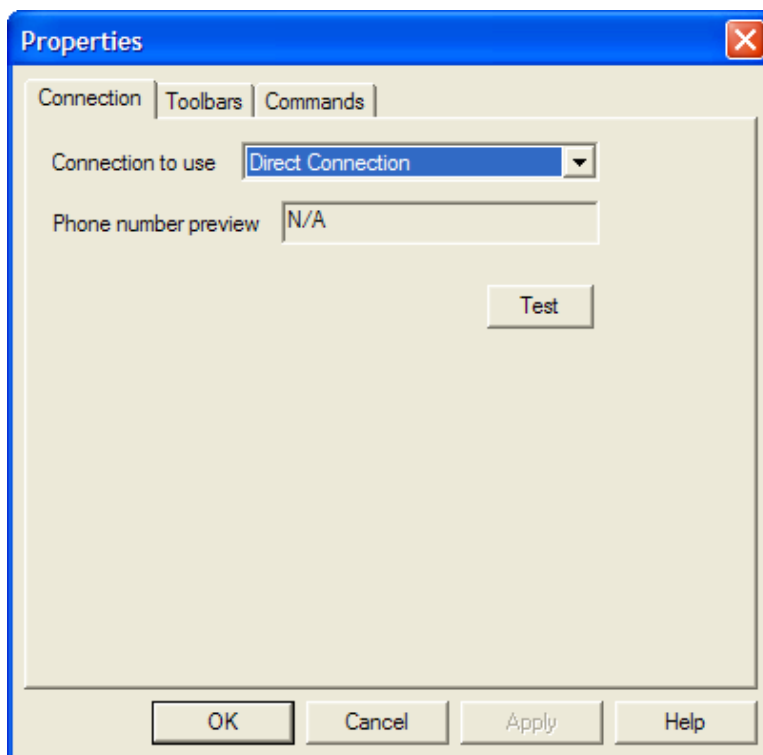 Properties
Connection Toolbars Commands
Connection to use Direct Connection
Phone number preview N/A
Test
OK Cancel Apply Help